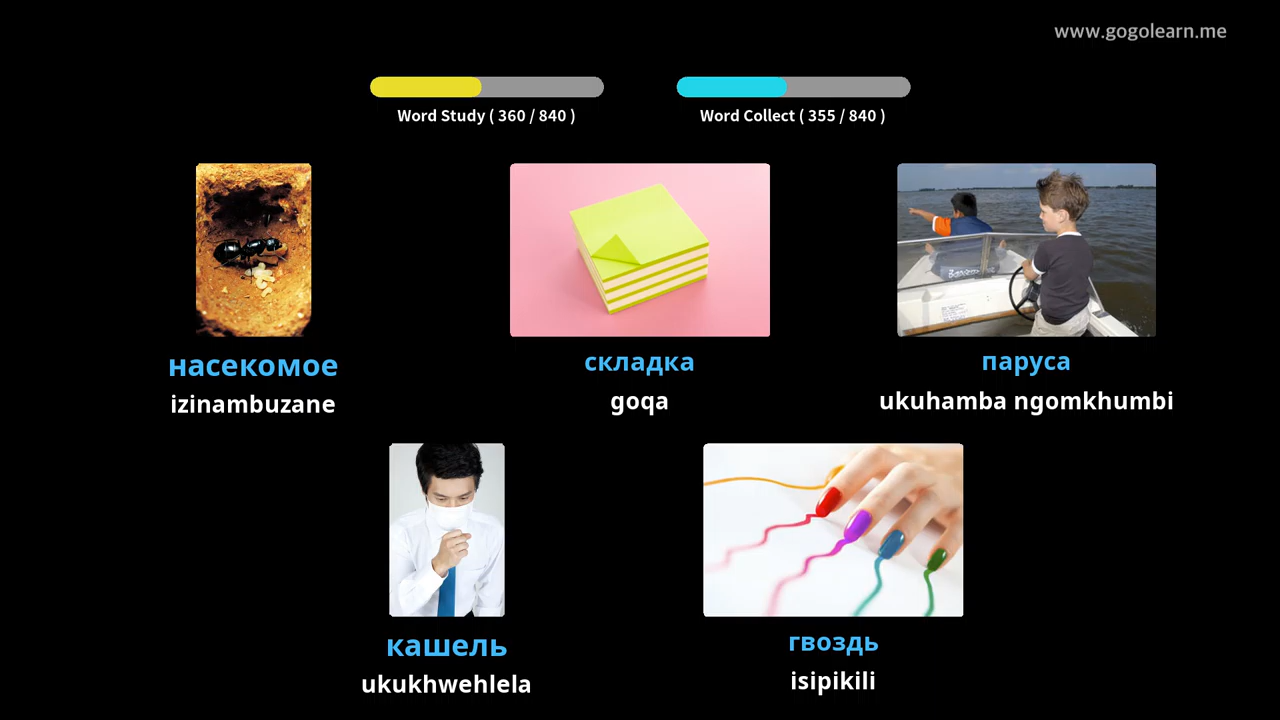 www.gogolearn.me
Word Study ( 360 / 840 )
Word Collect ( 355 / 840 )
насекомое
izinambuzane
складка
goqa
паруса
ukuhamba ngomkhumbi
кашель
ukukhwehlela
гвоздь
isipikili